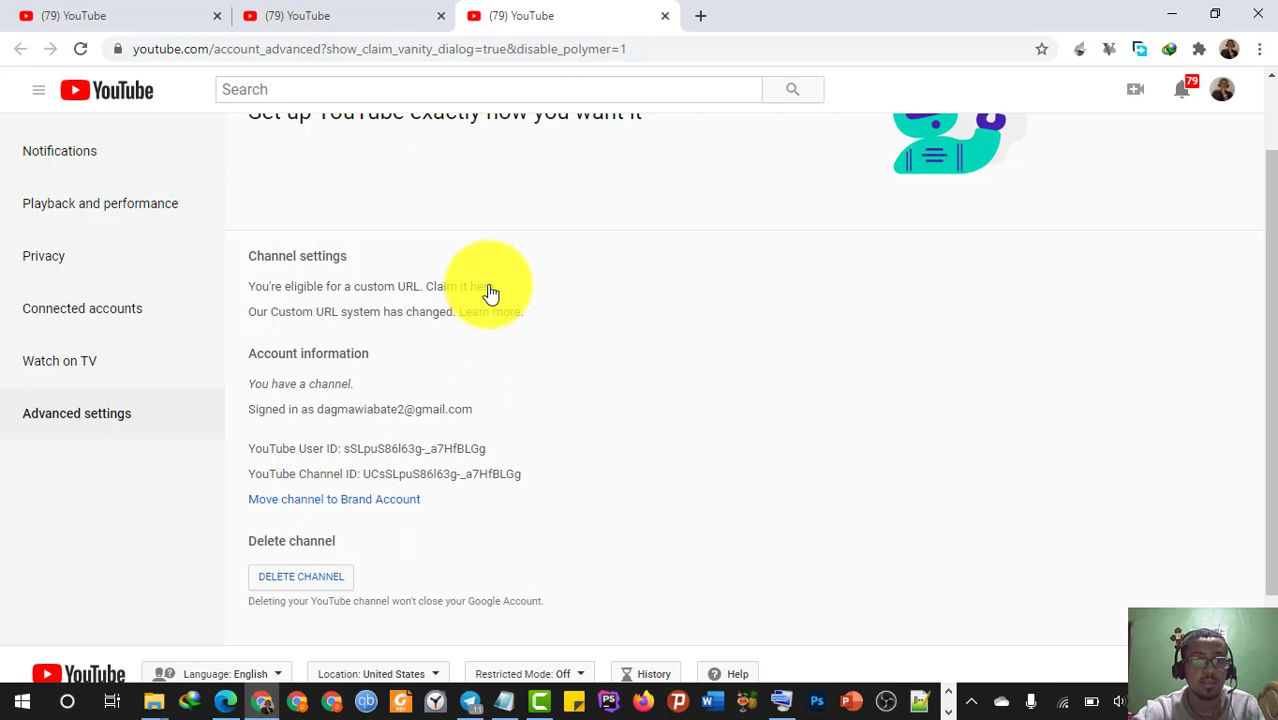 (79) YouTube
(79) YouTube
(79) YouTube
youtube.com/account_advanced?show_claim_vanity_dialog=true&disable_polymer=1
YouTube
Search
79
Set up YouTube exactly how you want it
Notifications
Playback and performance
Privacy
Connected accounts
Watch on TV
Advanced settings
Channel settings
You're eligible for a custom URL. Claim it here
Our Custom URL system has changed. Learn more.
Account information
You have a channel.
Signed in as dagmawiabate2@gmail.com
YouTube User ID: sSLpuS86l63g-_a7HfBLGg
YouTube Channel ID: UCsSLpuS86l63g-_a7HfBLGg
Move channel to Brand Account
Delete channel
DELETE CHANNEL
Deleting your YouTube channel won't close your Google Account.
YouTube
Language: English
Location: United States
Restricted Mode: Off
History
Help